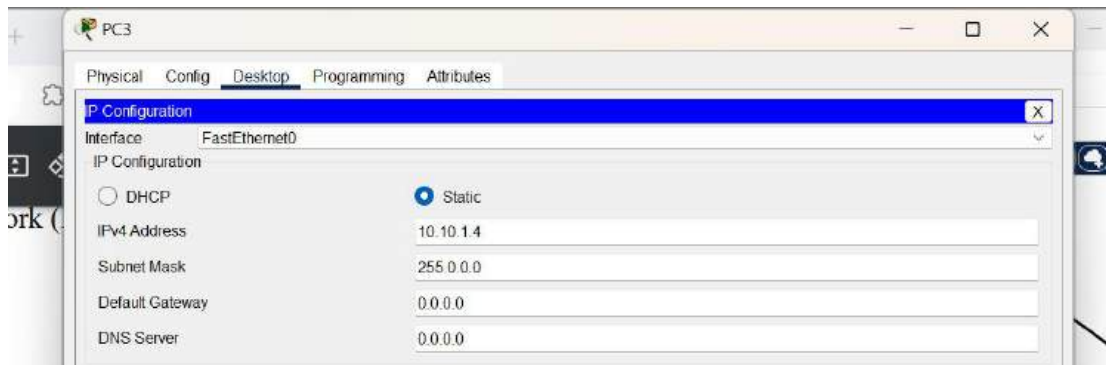 PC3
Physical Config Desktop Programming Attributes
IP Configuration X
Interface FastEthernet0
IP Configuration
DHCP Static
IPv4 Address 10.10.1.4
Subnet Mask 255.0.0.0
Default Gateway 0.0.0.0
DNS Server 0.0.0.0